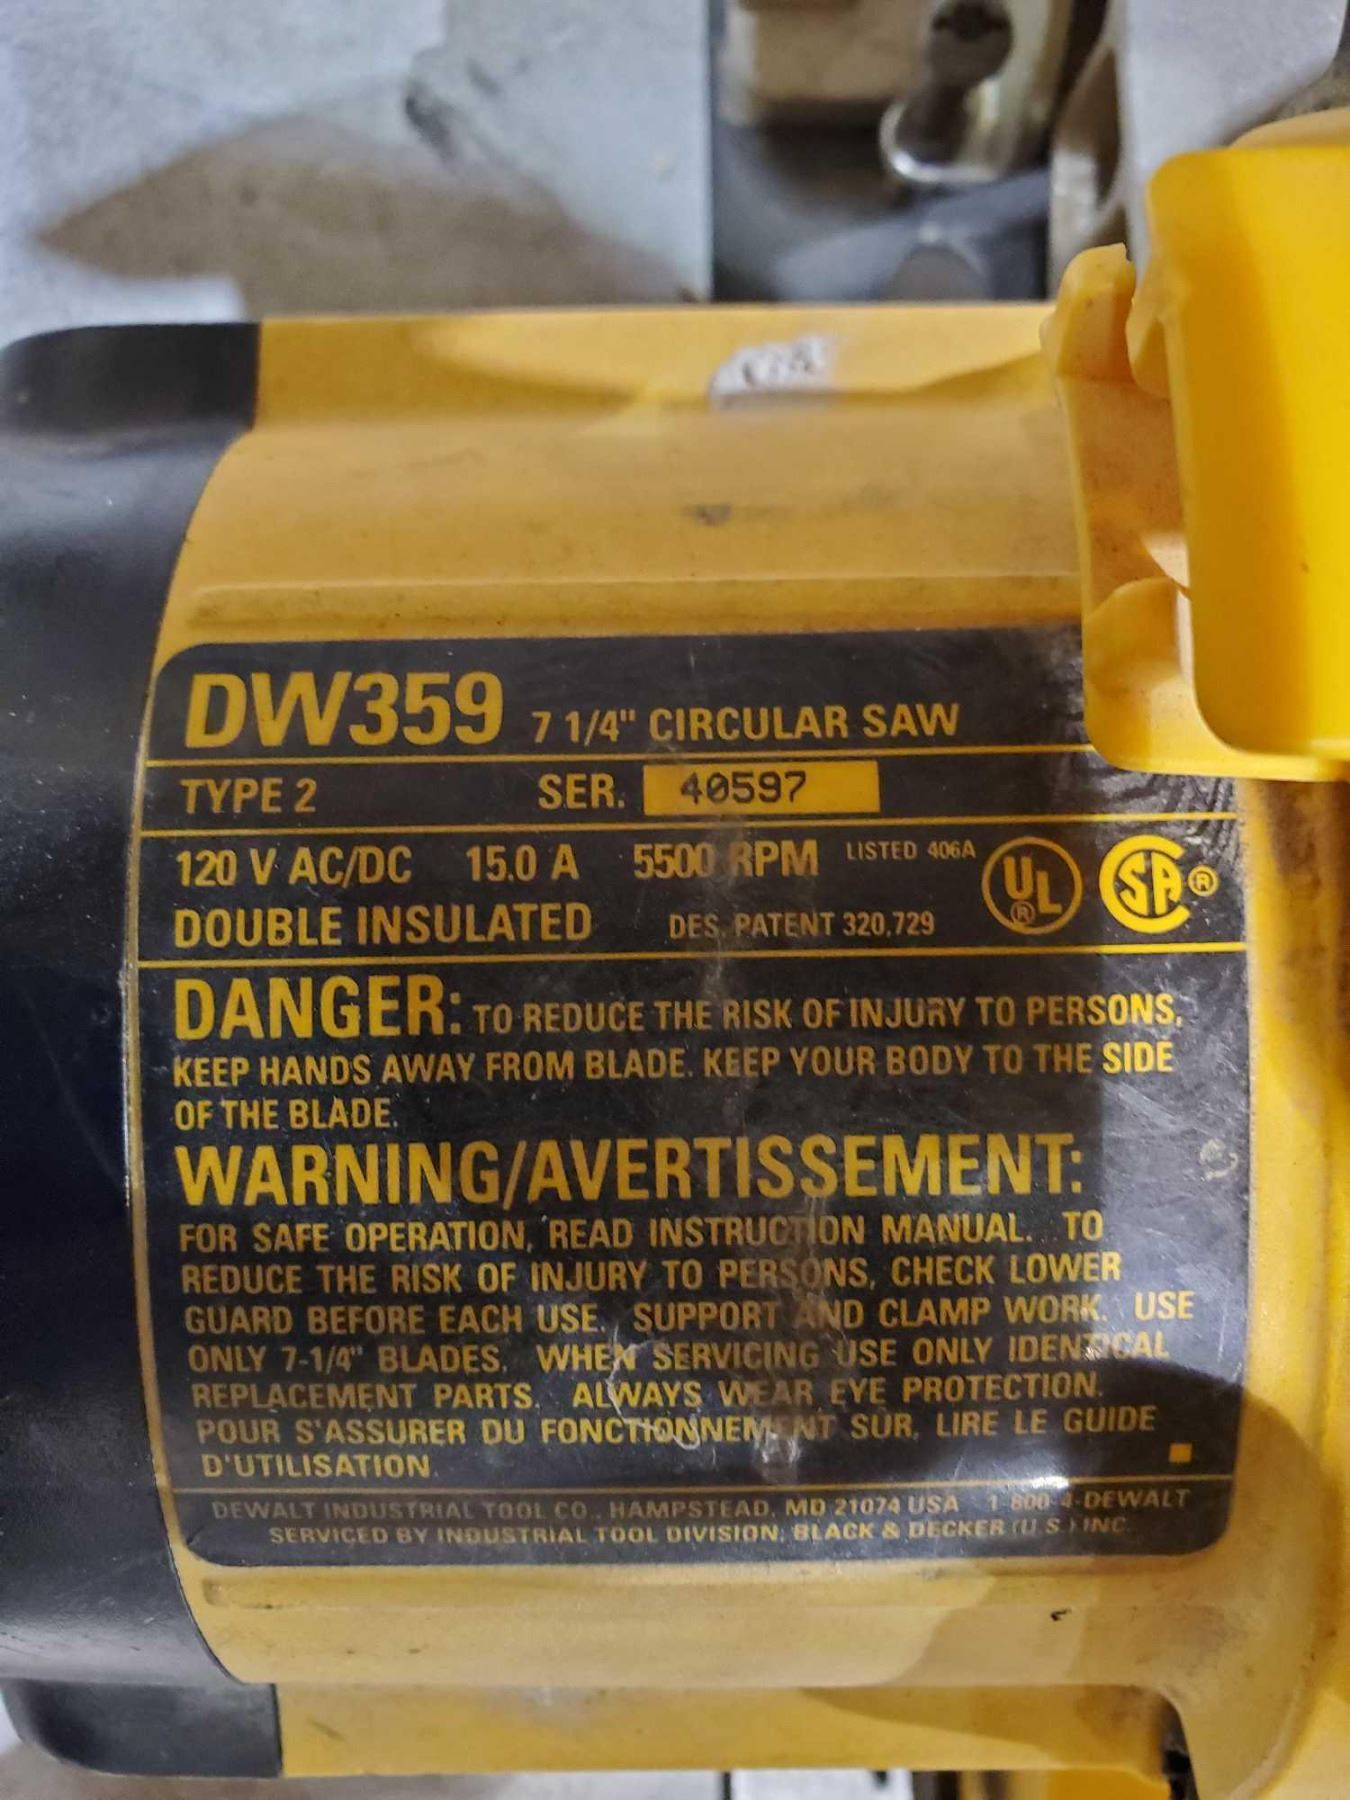 DW359 7 1/4" CIRCULAR SAW
TYPE 2 SER. 40597
120 V AC/DC 15.0 A 5500 RPM LISTED 406A UL® SA®
DOUBLE INSULATED DES. PATENT 320,729
DANGER: TO REDUCE THE RISK OF INJURY TO PERSONS,
KEEP HANDS AWAY FROM BLADE. KEEP YOUR BODY TO THE SIDE
OF THE BLADE.
WARNING/AVERTISSEMENT:
FOR SAFE OPERATION, READ INSTRUCTION MANUAL. TO
REDUCE THE RISK OF INJURY TO PERSONS, CHECK LOWER
GUARD BEFORE EACH USE. SUPPORT AND CLAMP WORK. USE
ONLY 7-1/4" BLADES. WHEN SERVICING USE ONLY IDENTICAL
REPLACEMENT PARTS. ALWAYS WEAR EYE PROTECTION.
POUR S'ASSURER DU FONCTIONNEMENT SÛR, LIRE LE GUIDE
D'UTILISATION.
DEWALT INDUSTRIAL TOOL CO., HAMPSTEAD, MD 21074 USA 1-800-4-DEWALT
SERVICED BY INDUSTRIAL TOOL DIVISION, BLACK & DECKER (U.S.) INC.